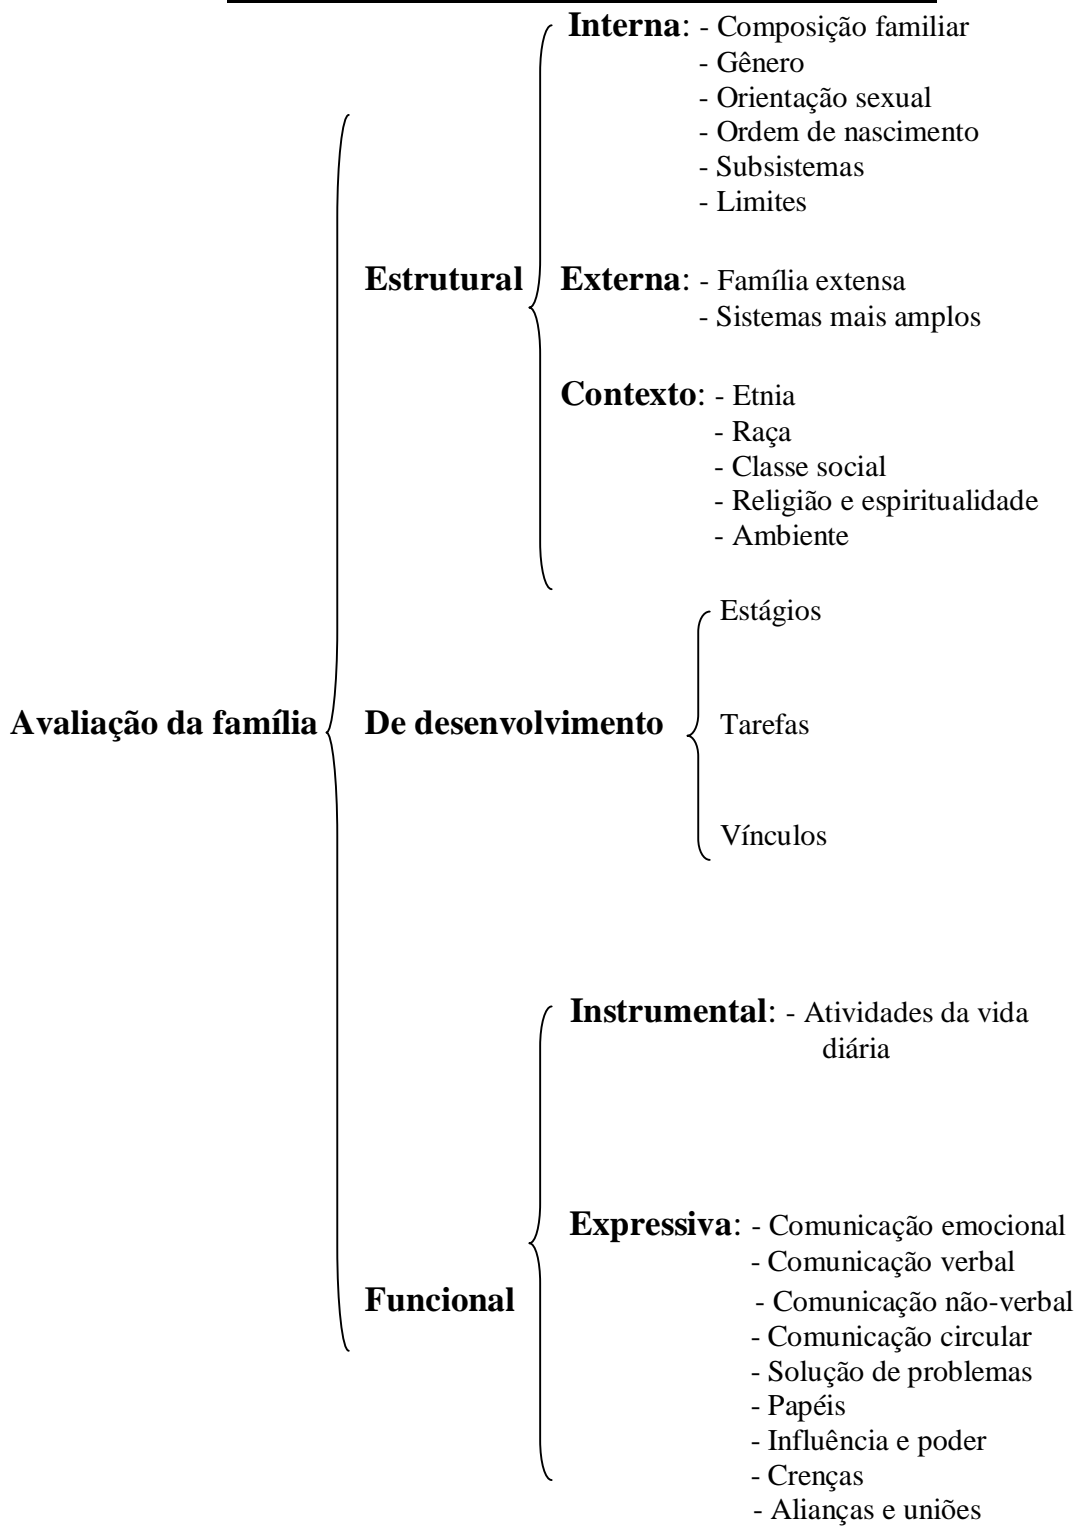 Interna: - Composição familiar
- Gênero
- Orientação sexual
- Ordem de nascimento
- Subsistemas
- Limites
Estrutural
Externa: - Família extensa
- Sistemas mais amplos
Contexto: - Etnia
- Raça
- Classe social
- Religião e espiritualidade
- Ambiente
Avaliação da família
De desenvolvimento
Estágios
Tarefas
Vínculos
Funcional
Instrumental: - Atividades da vida
diária
Expressiva: - Comunicação emocional
- Comunicação verbal
- Comunicação não-verbal
- Comunicação circular
- Solução de problemas
- Papéis
- Influência e poder
- Crenças
- Alianças e uniões